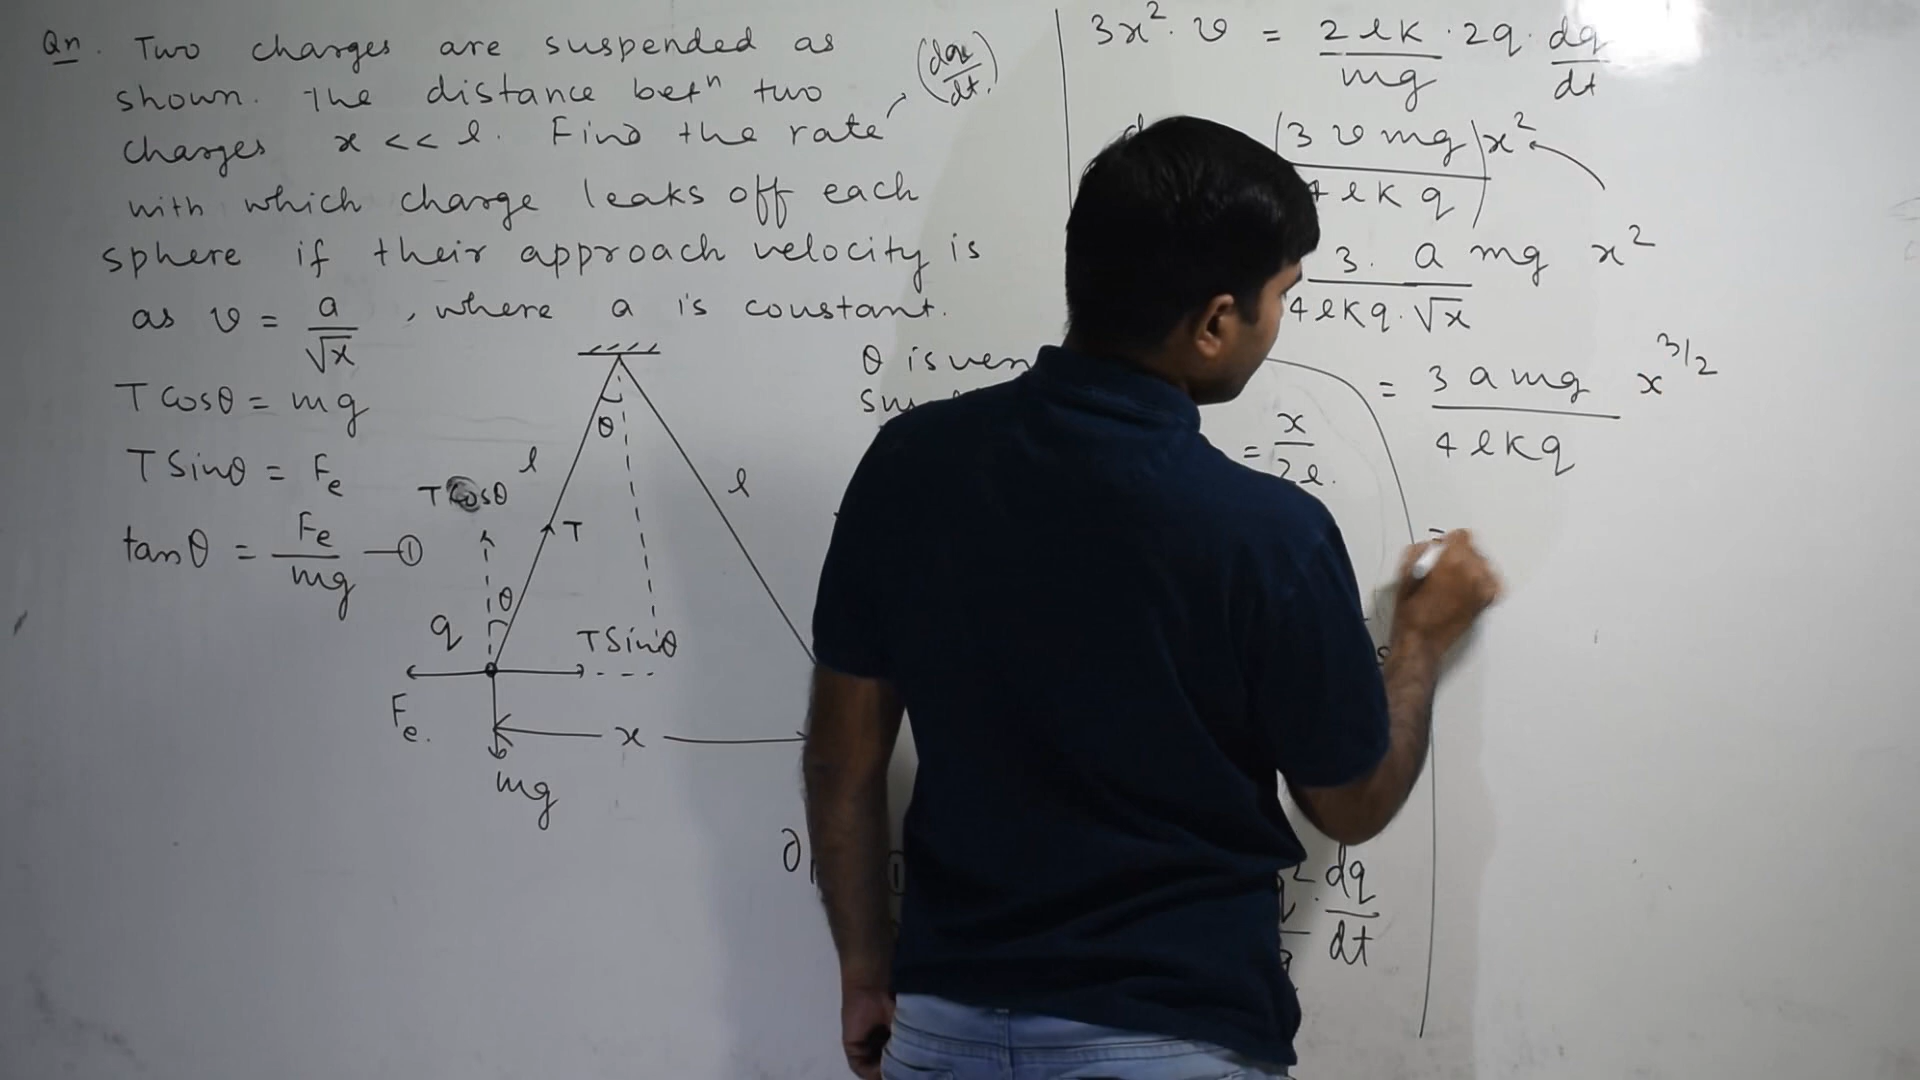 Qn. Two charges are suspended as
shown. The distance betⁿ two
charges x << l. Find the rate (dq/dt)
with which charge leaks off each
sphere if their approach velocity is
as v = a/√x , where a is constant.
T cosθ = mg
T Sinθ = Fe
tanθ = Fe/mg —①
θ
l
l
T cosθ
T
θ
q
T Sinθ
Fe.
x
mg
θ is
= x/2l.
dq/dt
3x² · v = 2lk/mg · 2q · dq/dt
(3 v mg / 4lkq) x²
3. a mg x² / 4lkq · √x
= 3amg/4lkq x^3/2
=